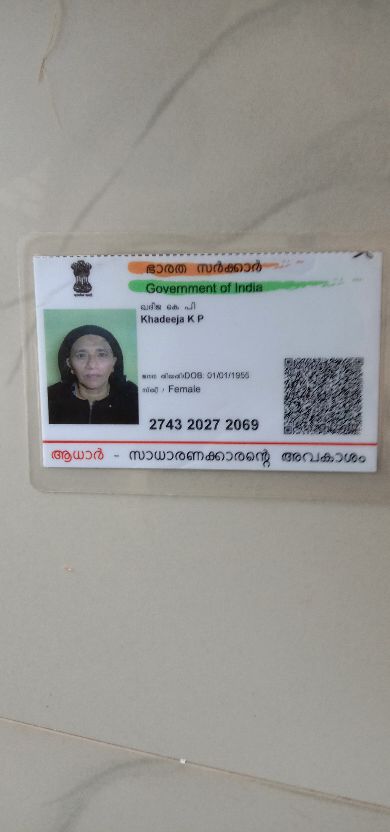 ഭാരത സർക്കാർ
Government of India
ഖദീജ കെ പി
Khadeeja K P
ജനന തിയതി/DOB: 01/01/1955
സ്ത്രീ / Female
2743 2027 2069
ആധാർ - സാധാരണക്കാരന്റെ അവകാശം